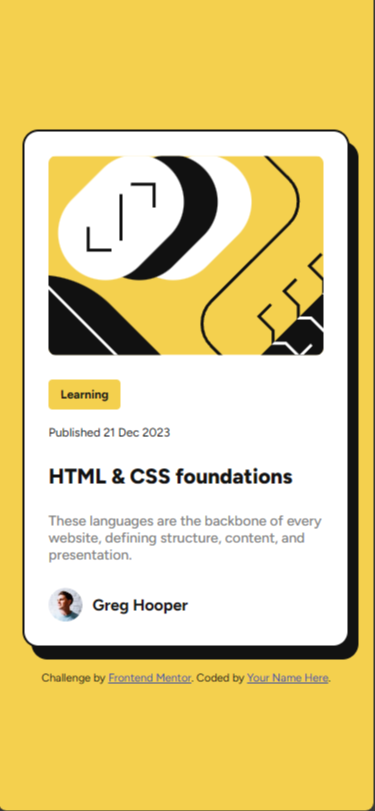 Learning
Published 21 Dec 2023
HTML & CSS foundations
These languages are the backbone of every
website, defining structure, content, and
presentation.
Greg Hooper
Challenge by Frontend Mentor. Coded by Your Name Here.